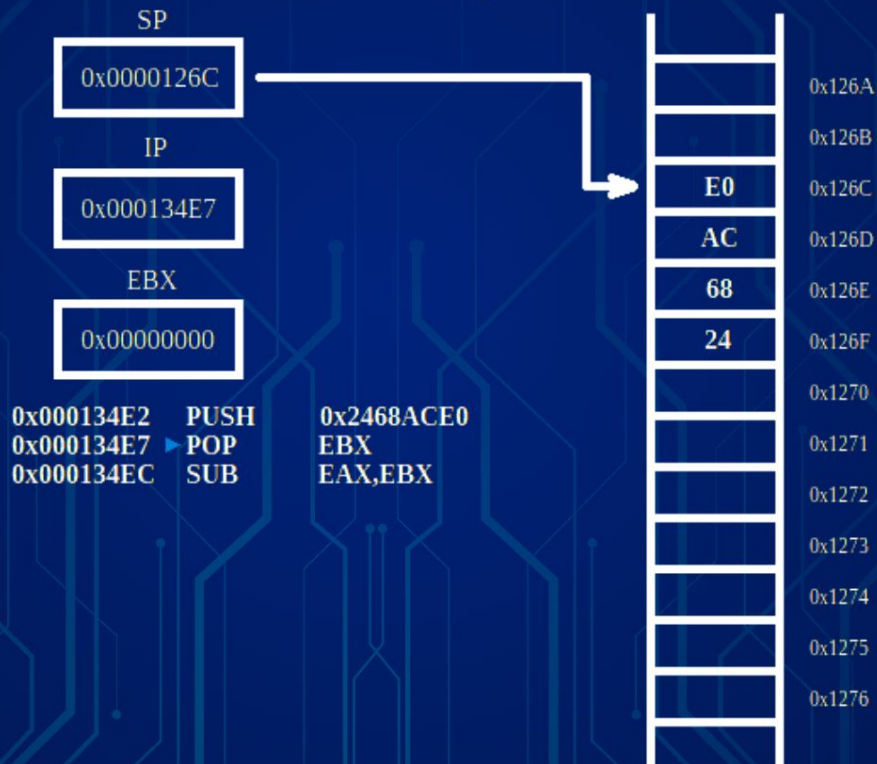 SP
0x0000126C
IP
0x000134E7
EBX
0x00000000
0x000134E2 PUSH 0x2468ACE0
0x000134E7 POP EBX
0x000134EC SUB EAX,EBX
0x126A
0x126B
E0 0x126C
AC 0x126D
68 0x126E
24 0x126F
0x1270
0x1271
0x1272
0x1273
0x1274
0x1275
0x1276